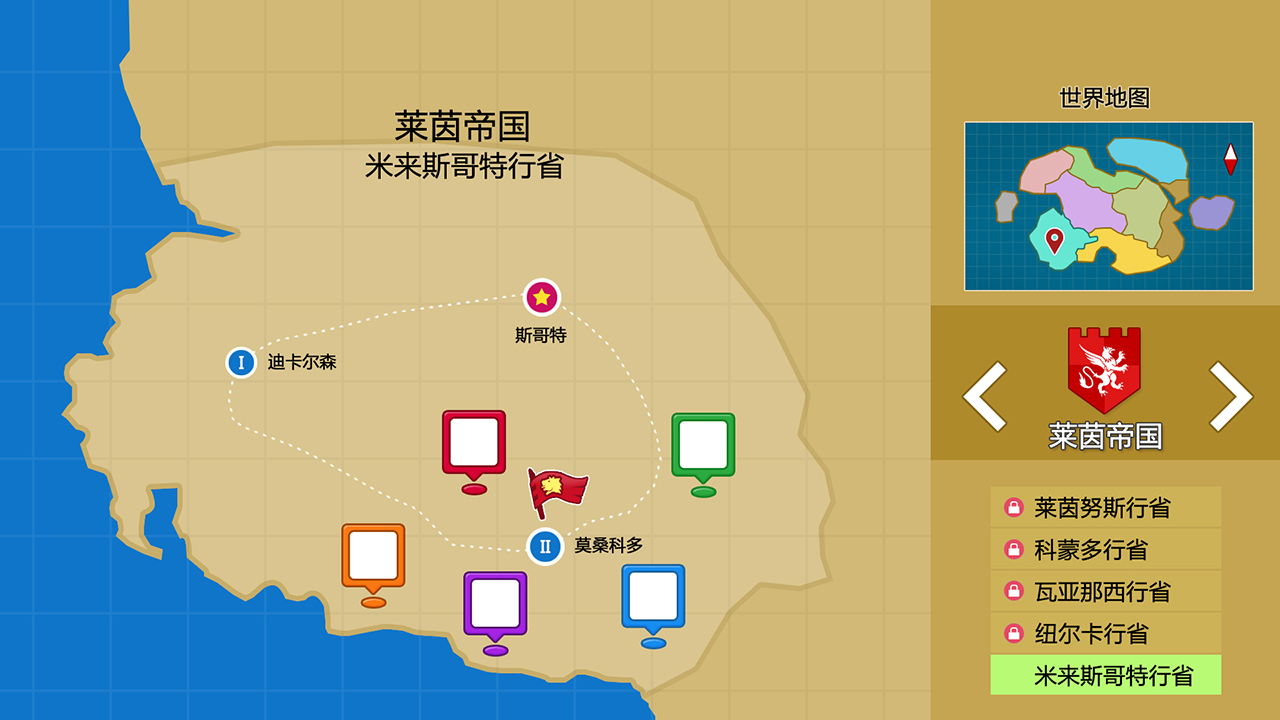 莱茵帝国
米来斯哥特行省
斯哥特
I
迪卡尔森
II
莫桑科多
世界地图
莱茵帝国
莱茵努斯行省
科蒙多行省
瓦亚那西行省
纽尔卡行省
米来斯哥特行省